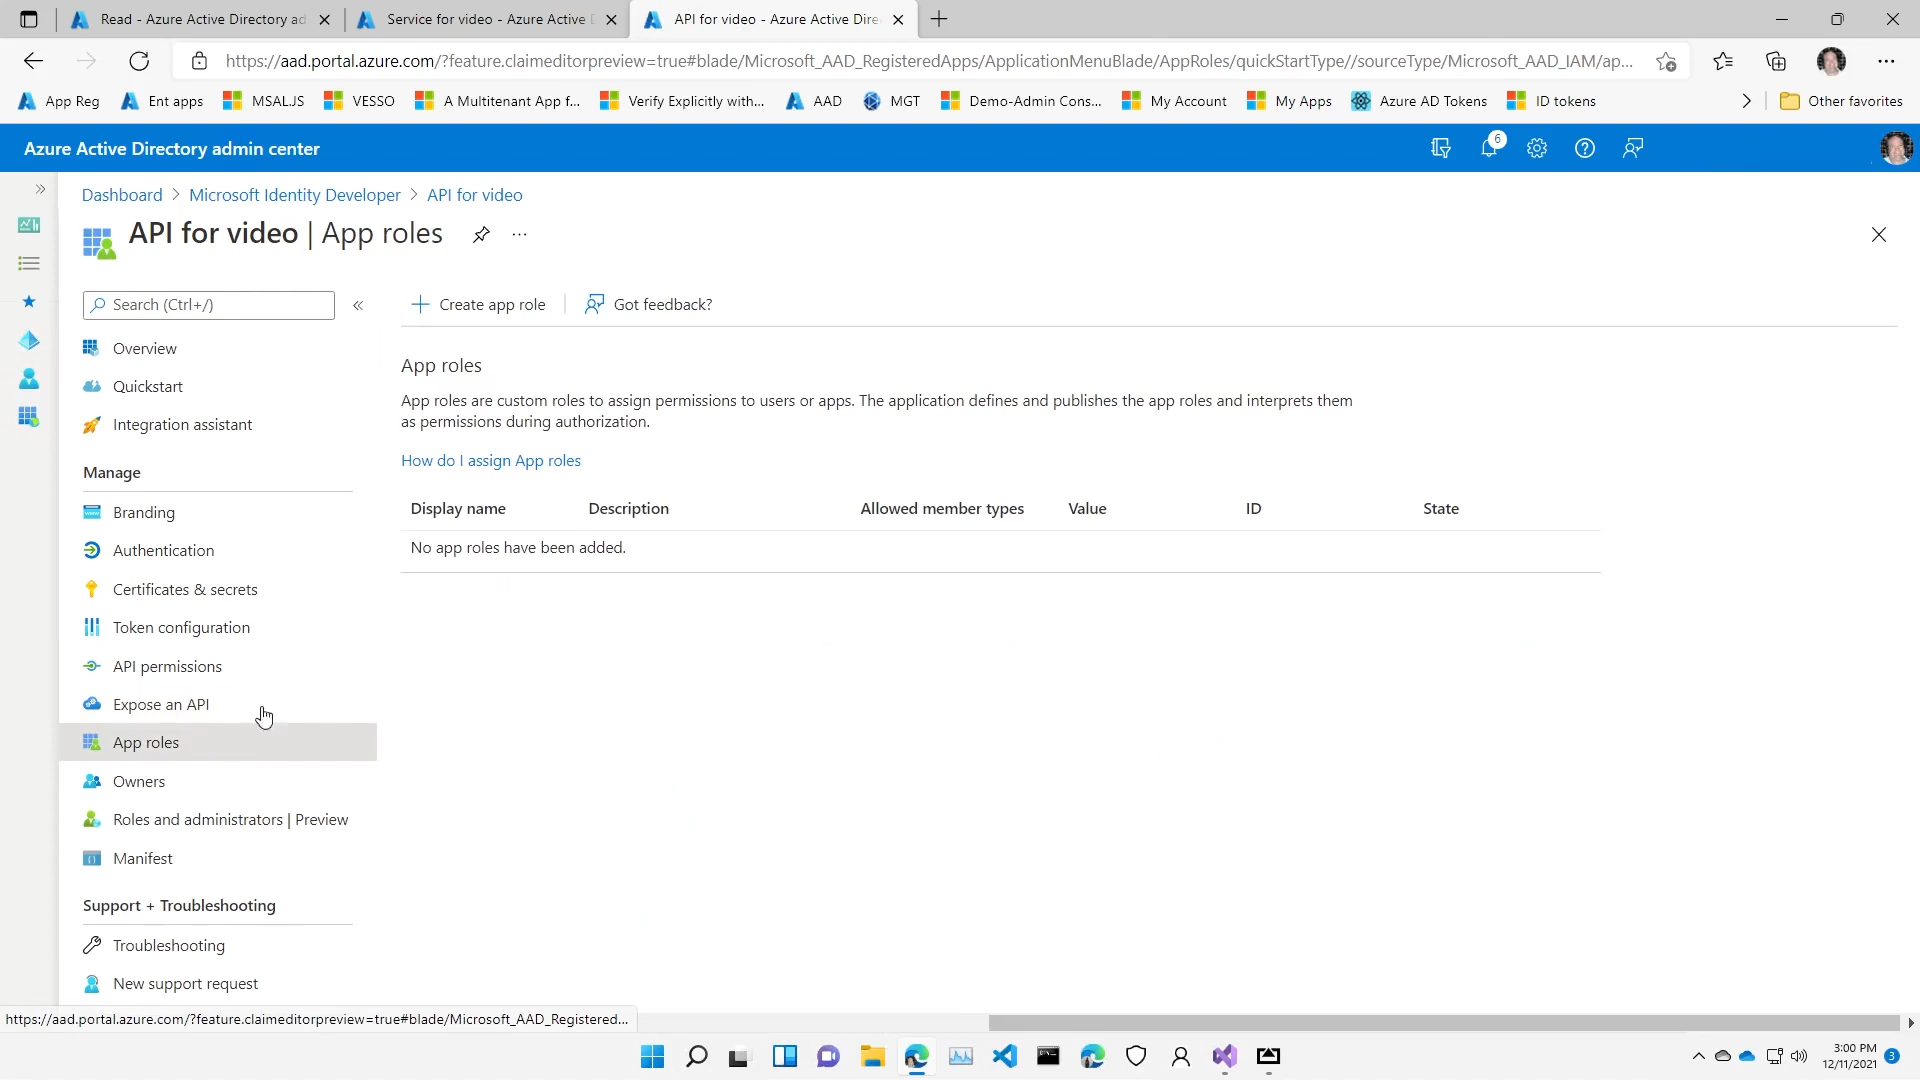 Read - Azure Active Directory ad
Service for video - Azure Active D
API for video - Azure Active Dire
https://aad.portal.azure.com/?feature.claimeditorpreview=true#blade/Microsoft_AAD_RegisteredApps/ApplicationMenuBlade/AppRoles/quickStartType//sourceType/Microsoft_AAD_IAM/ap...
App Reg
Ent apps
MSALJS
VESSO
A Multitenant App f...
Verify Explicitly with...
AAD
MGT
Demo-Admin Cons...
My Account
My Apps
Azure AD Tokens
ID tokens
Other favorites
Azure Active Directory admin center
6
Dashboard > Microsoft Identity Developer > API for video
API for video | App roles
Search (Ctrl+/)
Create app role
Got feedback?
Overview
Quickstart
Integration assistant
Manage
Branding
Authentication
Certificates & secrets
Token configuration
API permissions
Expose an API
App roles
Owners
Roles and administrators | Preview
Manifest
Support + Troubleshooting
Troubleshooting
New support request
App roles
App roles are custom roles to assign permissions to users or apps. The application defines and publishes the app roles and interprets them
as permissions during authorization.
How do I assign App roles
Display name
Description
Allowed member types
Value
ID
State
No app roles have been added.
https://aad.portal.azure.com/?feature.claimeditorpreview=true#blade/Microsoft_AAD_Registered...
3:00 PM
12/11/2021
3